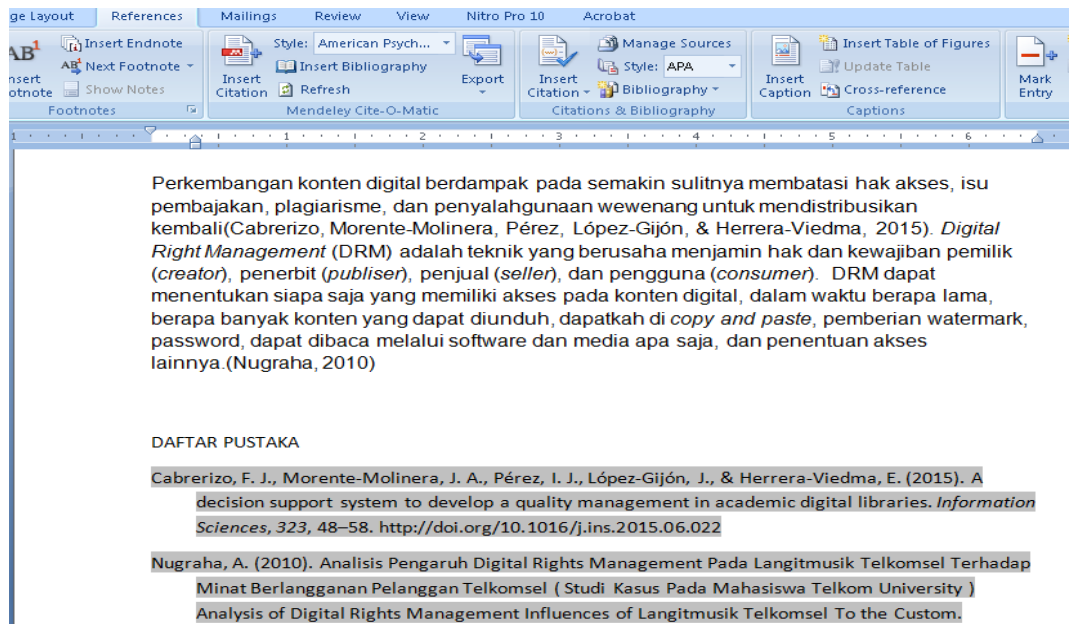 ge Layout References Mailings Review View Nitro Pro 10 Acrobat
AB1 Insert Endnote Style: American Psych... Manage Sources Insert Table of Figures
AB1 Next Footnote Insert Bibliography Style: APA Update Table
nsert otnote Show Notes Insert Citation Refresh Export Insert Citation Bibliography Insert Caption Cross-reference Mark Entry
Footnotes Mendeley Cite-O-Matic Citations & Bibliography Captions
1 1 2 3 4 5 6
Perkembangan konten digital berdampak pada semakin sulitnya membatasi hak akses, isu
pembajakan, plagiarisme, dan penyalahgunaan wewenang untuk mendistribusikan
kembali(Cabrerizo, Morente-Molinera, Pérez, López-Gijón, & Herrera-Viedma, 2015). Digital
Right Management (DRM) adalah teknik yang berusaha menjamin hak dan kewajiban pemilik
(creator), penerbit (publiser), penjual (seller), dan pengguna (consumer). DRM dapat
menentukan siapa saja yang memiliki akses pada konten digital, dalam waktu berapa lama,
berapa banyak konten yang dapat diunduh, dapatkah di copy and paste, pemberian watermark,
password, dapat dibaca melalui software dan media apa saja, dan penentuan akses
lainnya.(Nugraha, 2010)
DAFTAR PUSTAKA
Cabrerizo, F. J., Morente-Molinera, J. A., Pérez, I. J., López-Gijón, J., & Herrera-Viedma, E. (2015). A
decision support system to develop a quality management in academic digital libraries. Information
Sciences, 323, 48–58. http://doi.org/10.1016/j.ins.2015.06.022
Nugraha, A. (2010). Analisis Pengaruh Digital Rights Management Pada Langitmusik Telkomsel Terhadap
Minat Berlangganan Pelanggan Telkomsel ( Studi Kasus Pada Mahasiswa Telkom University )
Analysis of Digital Rights Management Influences of Langitmusik Telkomsel To the Custom.